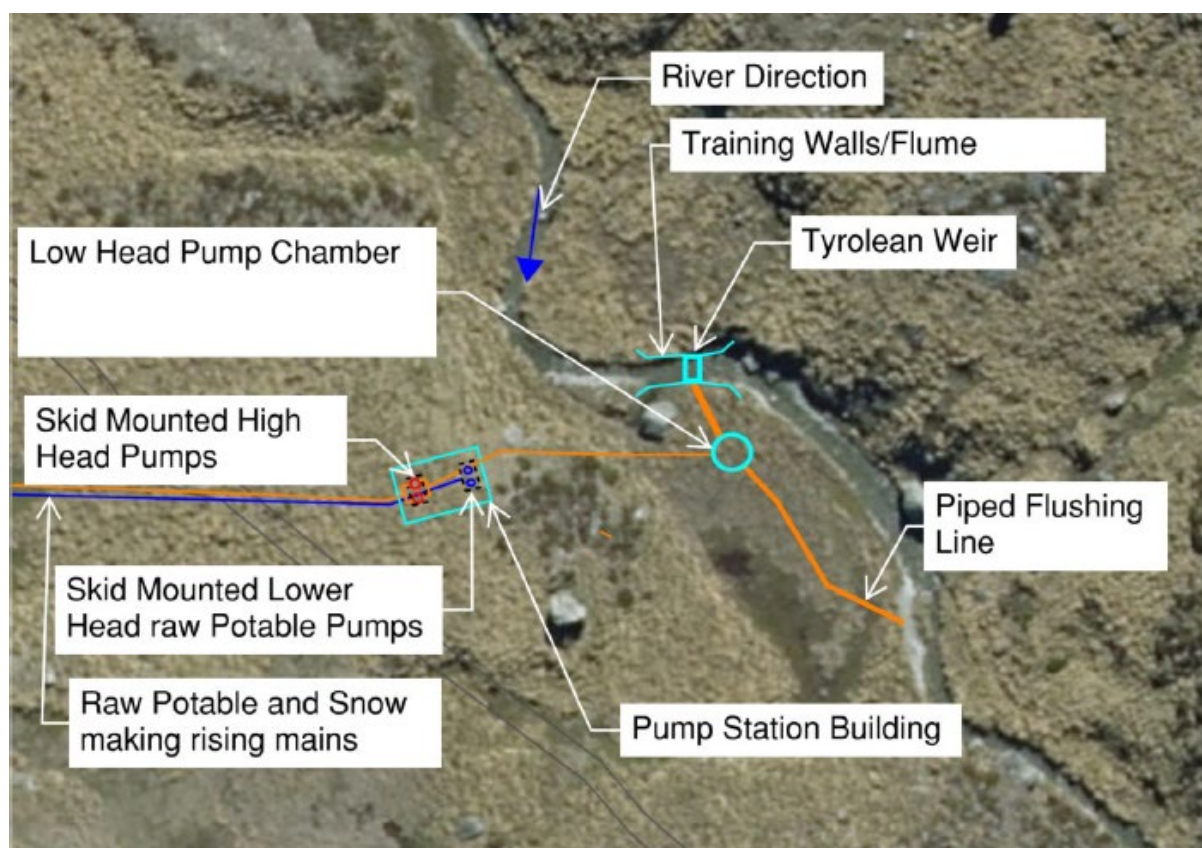 River Direction
Training Walls/Flume
Tyrolean Weir
Low Head Pump Chamber
Skid Mounted High
Head Pumps
Piped Flushing
Line
Skid Mounted Lower
Head raw Potable Pumps
Raw Potable and Snow
making rising mains
Pump Station Building